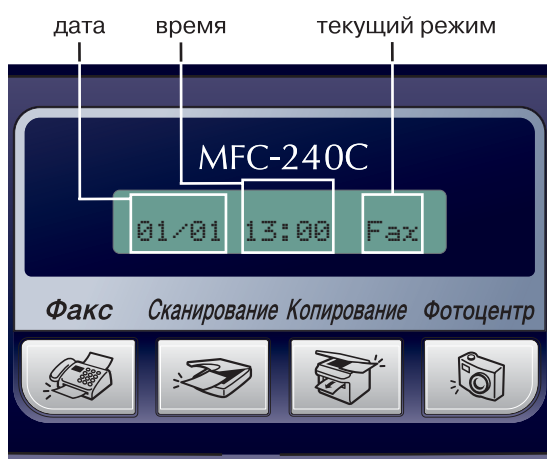 дата время текущий режим
MFC-240C
01/01 13:00 Fax
Факс Сканирование Копирование Фотоцентр